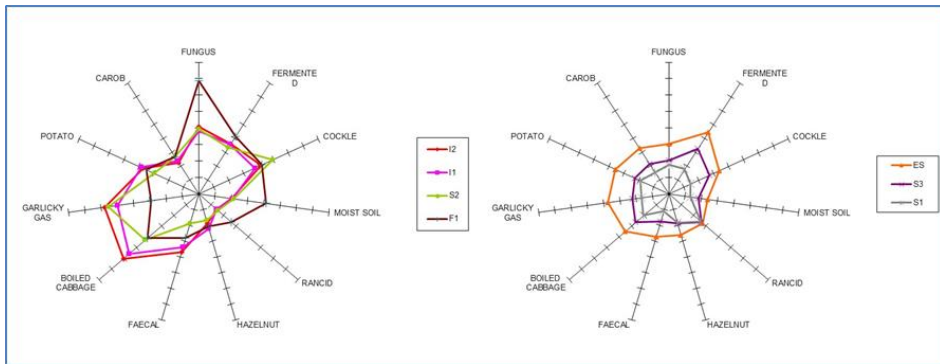 FUNGUS
FERMENTE
D
COCKLE
MOIST SOIL
RANCID
HAZELNUT
FAECAL
BOILED
CABBAGE
GARLICKY
GAS
POTATO
CAROB
I2
I1
S2
F1
FUNGUS
FERMENTE
D
COCKLE
MOIST SOIL
RANCID
HAZELNUT
FAECAL
BOILED
CABBAGE
GARLICKY
GAS
POTATO
CAROB
ES
S3
S1